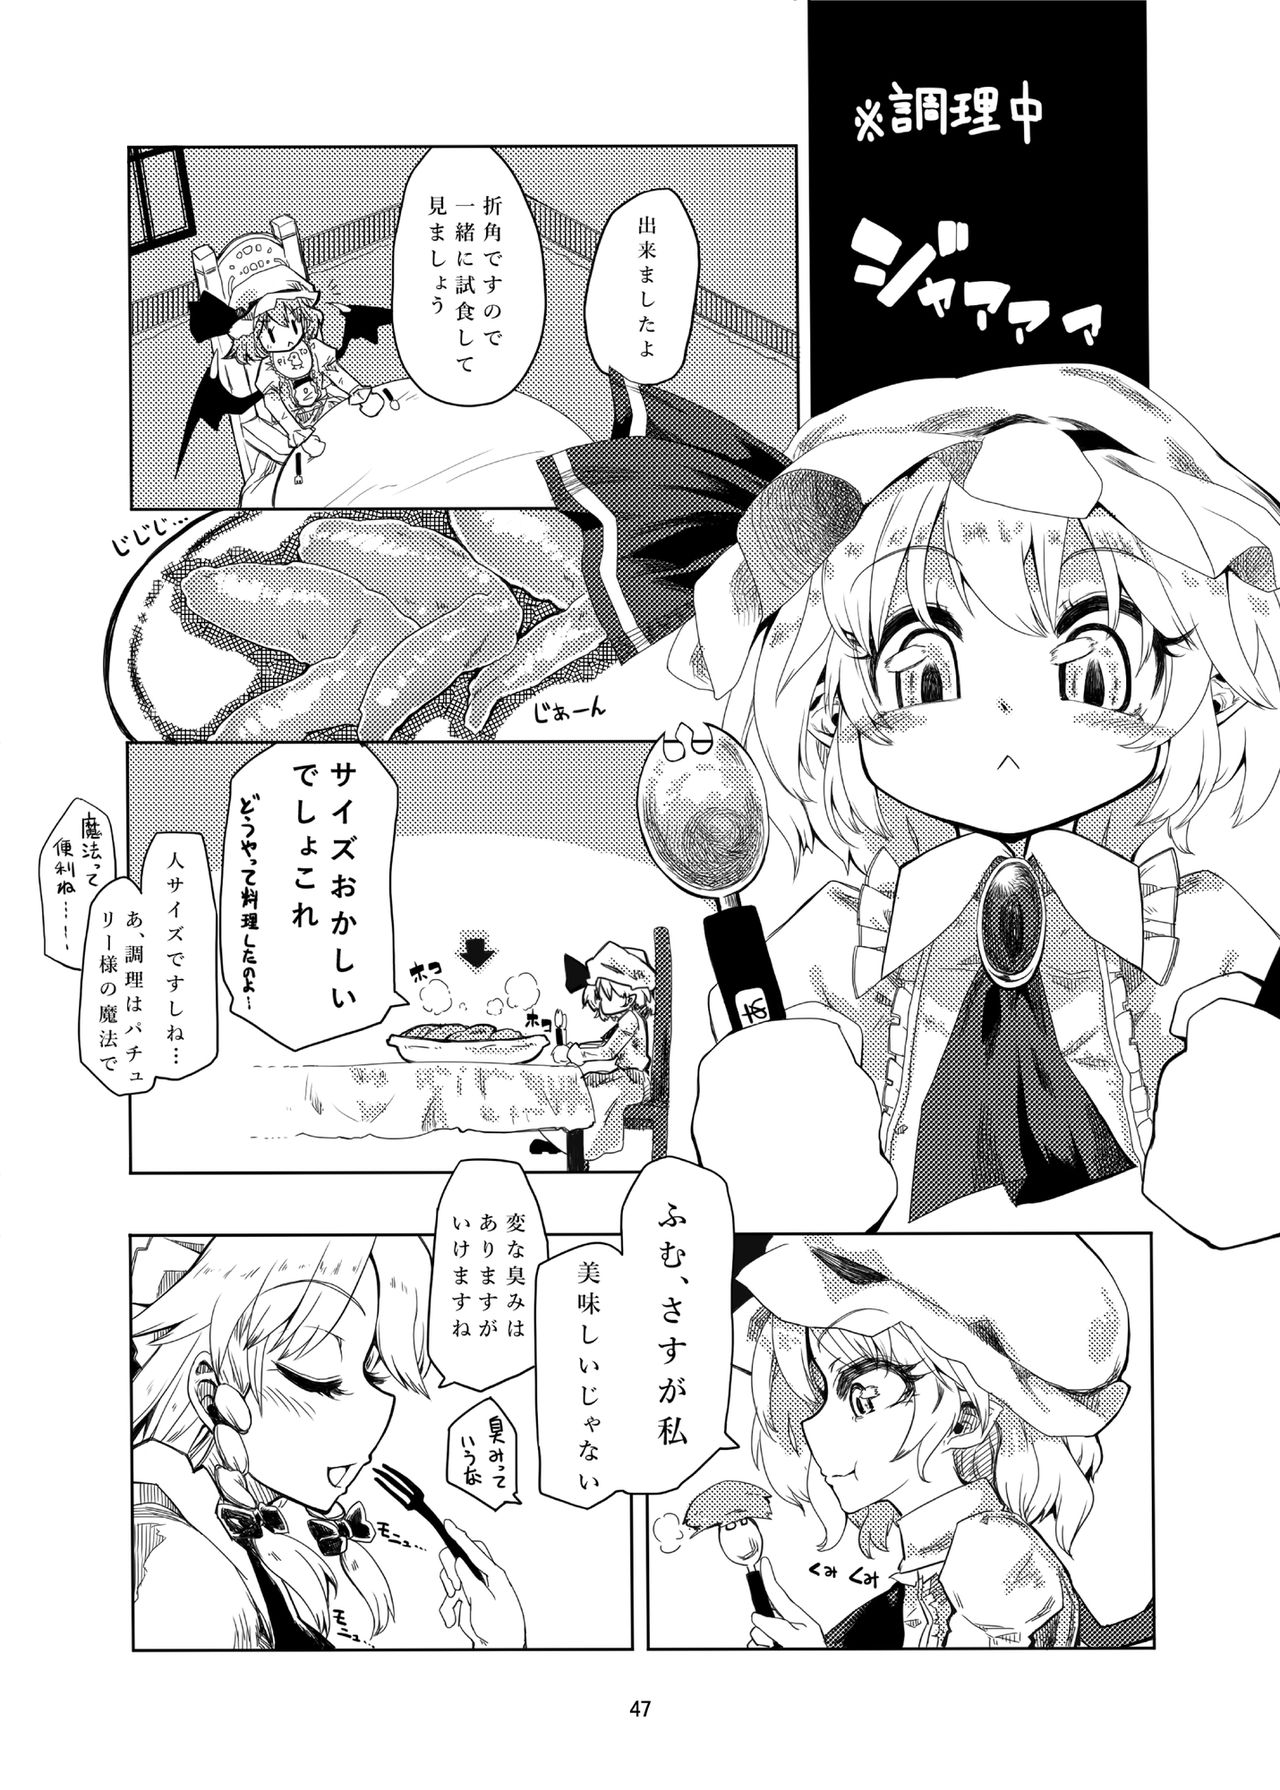 ※調理中
ジャアアア
出来ましたよ
折角ですので
一緒に試食して
見ましょう
じじじ…
じぁーん
サイズおかしい
でしょこれ
どうやって料理したのよ…
人サイズですしね…
あ、調理はパチュ
リー様の魔法で
魔法って
便利ね……
ホコ
ホコ
ふむ、さすが私
美味しいじゃない
変な臭みは
ありますが
いけますね
臭みって
いうな
くみくみ
モニュ…
モニュ…
47